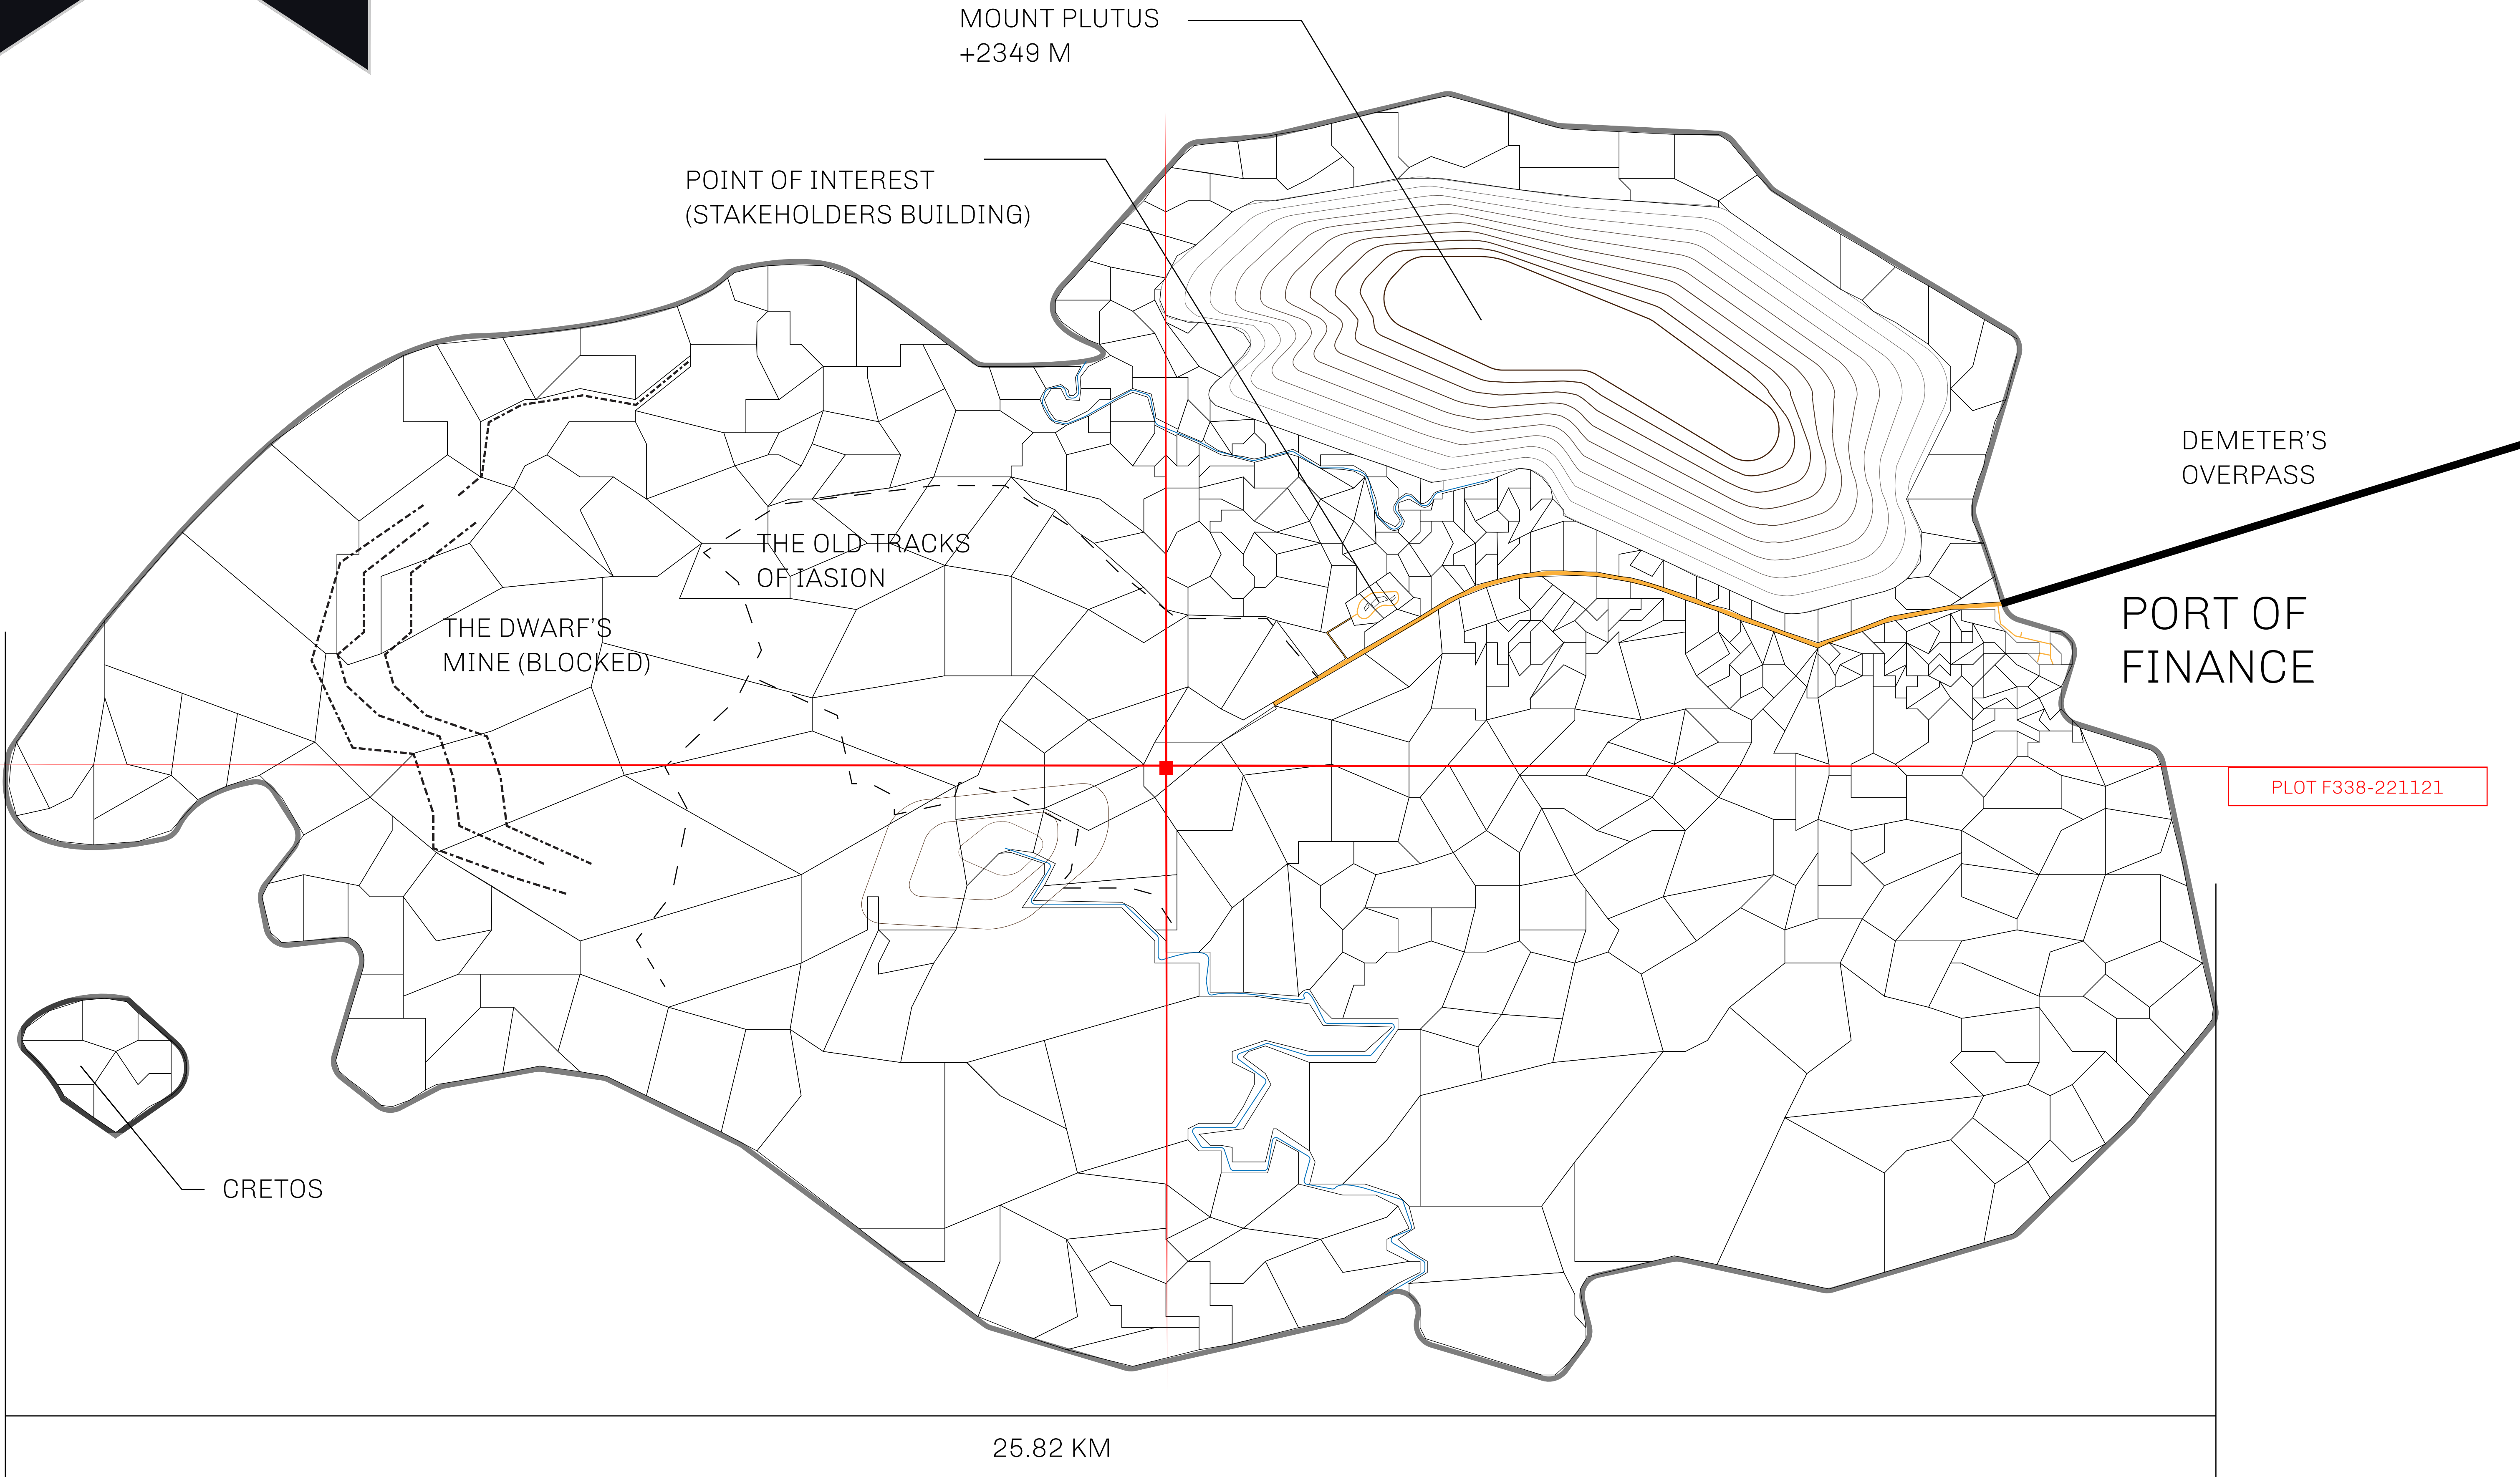 MOUNT PLUTUS
+2349 M
POINT OF INTEREST
(STAKEHOLDERS BUILDING)
DEMETER'S
OVERPASS
THE OLD TRACKS
OF IASION
PORT OF
FINANCE
THE DWARF'S
MINE (BLOCKED)
PLOT F338-221121
CRETOS
25.82 KM